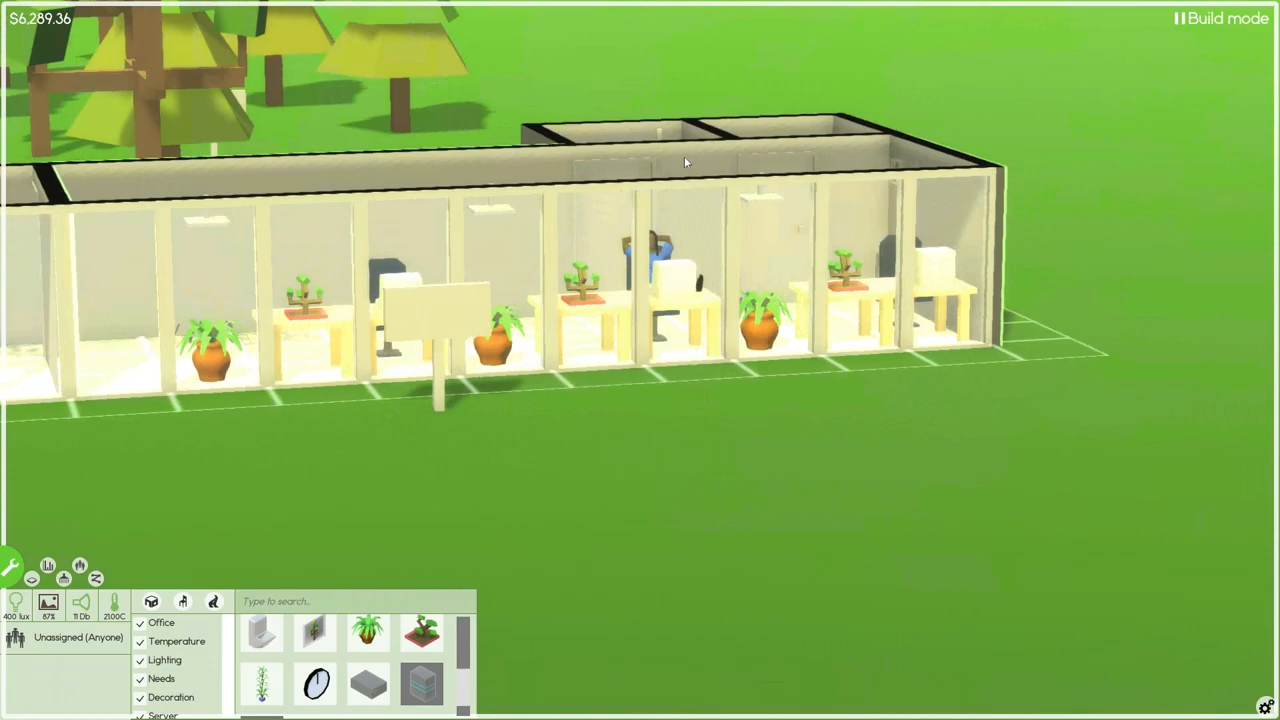 $6,289.36
Build mode
Type to search..
400 lux
87%
11 Db
21.00C
Unassigned (Anyone)
Office
Temperature
Lighting
Needs
Decoration
Server